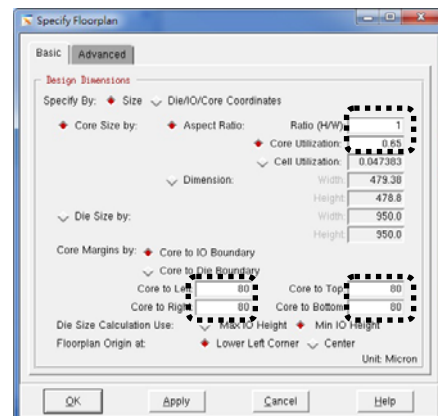 Specify Floorplan
Basic Advanced
Design Dimensions
Specify By: Size Die/IO/Core Coordinates
Core Size by: Aspect Ratio: Ratio (H/W): 1
Core Utilization: 0.65
Cell Utilization: 0.047383
Dimension: Width: 479.38
Height: 478.8
Die Size by: Width: 950.0
Height: 950.0
Core Margins by: Core to IO Boundary
Core to Die Boundary
Core to Left: 80 Core to Top: 80
Core to Right: 80 Core to Bottom: 80
Die Size Calculation Use: Max IO Height Min IO Height
Floorplan Origin at: Lower Left Corner Center
Unit: Micron
OK Apply Cancel Help